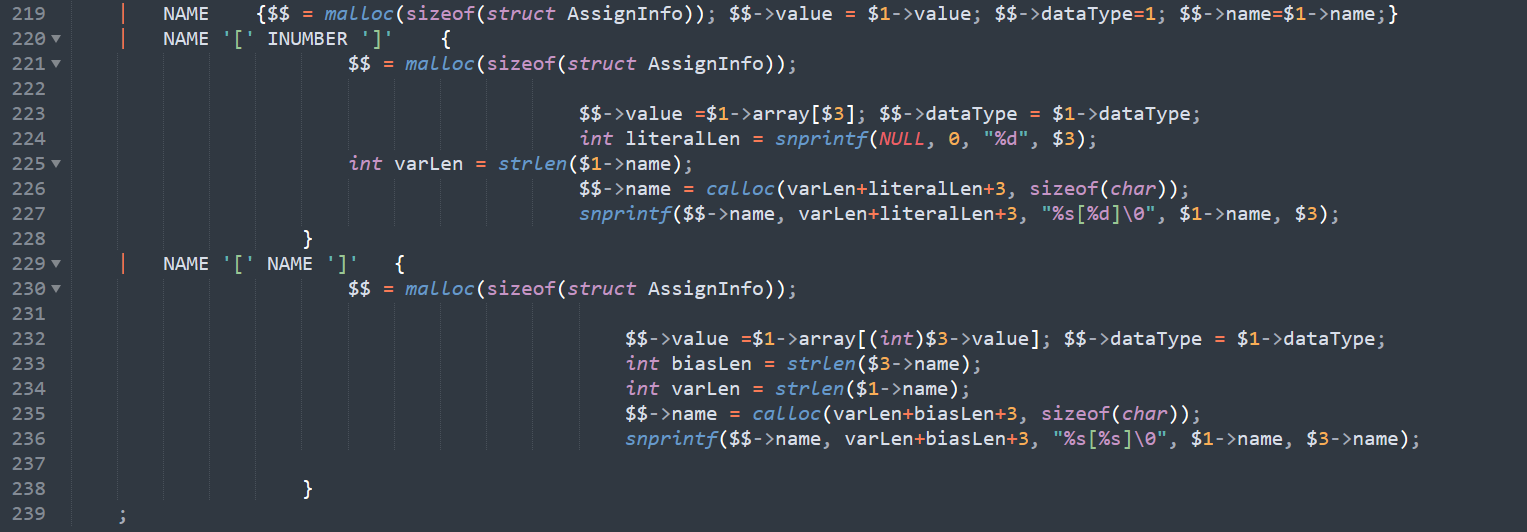 219 | NAME {$$ = malloc(sizeof(struct AssignInfo)); $$->value = $1->value; $$->dataType=1; $$->name=$1->name;}
220 | NAME '[' INUMBER ']' {
221 $$ = malloc(sizeof(struct AssignInfo));
222
223 $$->value =$1->array[$3]; $$->dataType = $1->dataType;
224 int literalLen = snprintf(NULL, 0, "%d", $3);
225 int varLen = strlen($1->name);
226 $$->name = calloc(varLen+literalLen+3, sizeof(char));
227 snprintf($$->name, varLen+literalLen+3, "%s[%d]\0", $1->name, $3);
228 }
229 | NAME '[' NAME ']' {
230 $$ = malloc(sizeof(struct AssignInfo));
231
232 $$->value =$1->array[(int)$3->value]; $$->dataType = $1->dataType;
233 int biasLen = strlen($3->name);
234 int varLen = strlen($1->name);
235 $$->name = calloc(varLen+biasLen+3, sizeof(char));
236 snprintf($$->name, varLen+biasLen+3, "%s[%s]\0", $1->name, $3->name);
237
238 }
239 ;